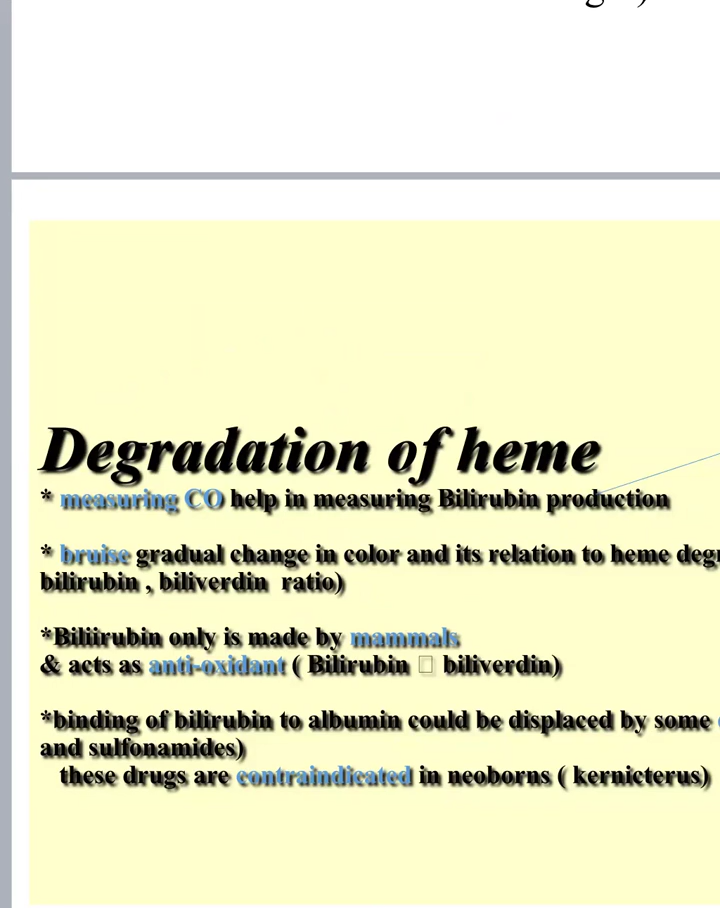 Degradation of heme
* measuring CO help in measuring Bilirubin production
* bruise gradual change in color and its relation to heme
bilirubin , biliverdin ratio)
*Biliirubin only is made by mammals
& acts as anti-oxidant ( Bilirubin □ biliverdin)
*binding of bilirubin to albumin could be displaced by some
and sulfonamides)
these drugs are contraindicated in neoborns ( kernicterus)